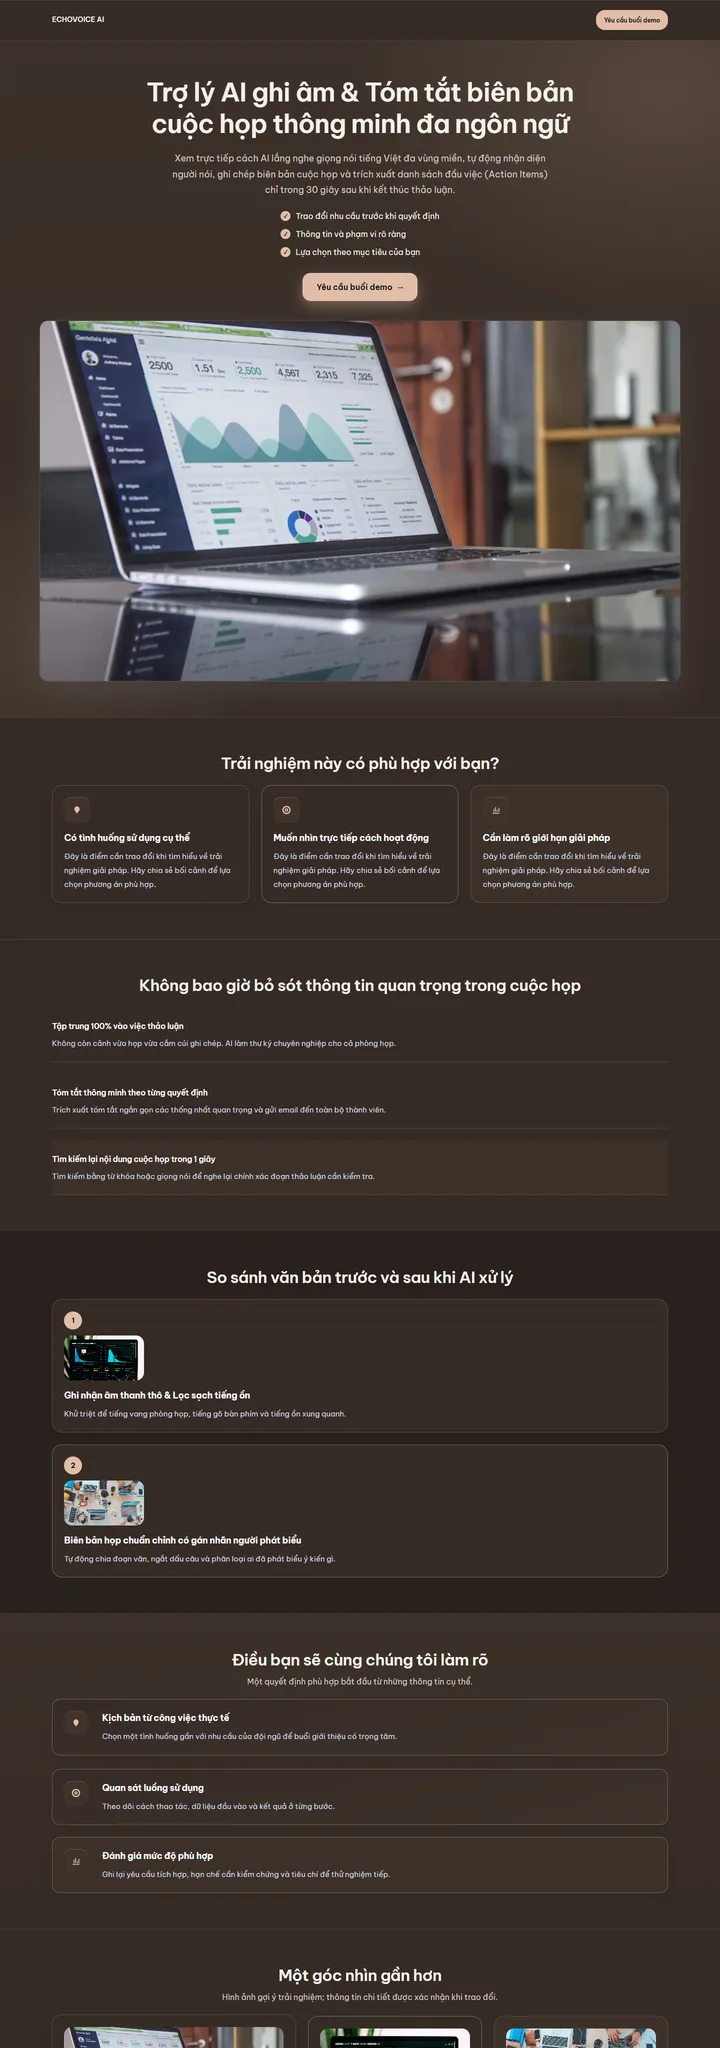 ECHOVOICE AI
Yêu cầu buổi demo
Trợ lý AI ghi âm & Tóm tắt biên bản
cuộc họp thông minh đa ngôn ngữ
Xem trực tiếp cách AI lắng nghe giọng nói tiếng Việt đa vùng miền, tự động nhận diện
người nói, ghi chép biên bản cuộc họp và trích xuất danh sách đầu việc (Action Items)
chỉ trong 30 giây sau khi kết thúc thảo luận.
Trao đổi nhu cầu trước khi quyết định
Thông tin và phạm vi rõ ràng
Lựa chọn theo mục tiêu của bạn
Yêu cầu buổi demo →
Gentelella Alela!
2500
1.51
2,500
4,567
2,315
7,325
Trải nghiệm này có phù hợp với bạn?
Có tình huống sử dụng cụ thể
Đây là điểm cần trao đổi khi tìm hiểu về trải
nghiệm giải pháp. Hãy chia sẻ bối cảnh để lựa
chọn phương án phù hợp.
Muốn nhìn trực tiếp cách hoạt động
Đây là điểm cần trao đổi khi tìm hiểu về trải
nghiệm giải pháp. Hãy chia sẻ bối cảnh để lựa
chọn phương án phù hợp.
Cần làm rõ giới hạn giải pháp
Đây là điểm cần trao đổi khi tìm hiểu về trải
nghiệm giải pháp. Hãy chia sẻ bối cảnh để lựa
chọn phương án phù hợp.
Không bao giờ bỏ sót thông tin quan trọng trong cuộc họp
Tập trung 100% vào việc thảo luận
Không còn cảnh vừa họp vừa cắm cúi ghi chép. AI làm thư ký chuyên nghiệp cho cả phòng họp.
Tóm tắt thông minh theo từng quyết định
Trích xuất tóm tắt ngắn gọn các thống nhất quan trọng và gửi email đến toàn bộ thành viên.
Tìm kiếm lại nội dung cuộc họp trong 1 giây
Tìm kiếm bằng từ khóa hoặc giọng nói để nghe lại chính xác đoạn thảo luận cần kiểm tra.
So sánh văn bản trước và sau khi AI xử lý
1
Ghi nhận âm thanh thô & Lọc sạch tiếng ồn
Khử triệt để tiếng vang phòng họp, tiếng gõ bàn phím và tiếng ồn xung quanh.
2
Biên bản họp chuẩn chỉnh có gán nhãn người phát biểu
Tự động chia đoạn văn, ngắt dấu câu và phân loại ai đã phát biểu ý kiến gì.
Điều bạn sẽ cùng chúng tôi làm rõ
Một quyết định phù hợp bắt đầu từ những thông tin cụ thể.
Kịch bản từ công việc thực tế
Chọn một tình huống gần với nhu cầu của đội ngũ để buổi giới thiệu có trọng tâm.
Quan sát luồng sử dụng
Theo dõi cách thao tác, dữ liệu đầu vào và kết quả ở từng bước.
Đánh giá mức độ phù hợp
Ghi lại yêu cầu tích hợp, hạn chế cần kiểm chứng và tiêu chí để thử nghiệm tiếp.
Một góc nhìn gần hơn
Hình ảnh gợi ý trải nghiệm; thông tin chi tiết được xác nhận khi trao đổi.